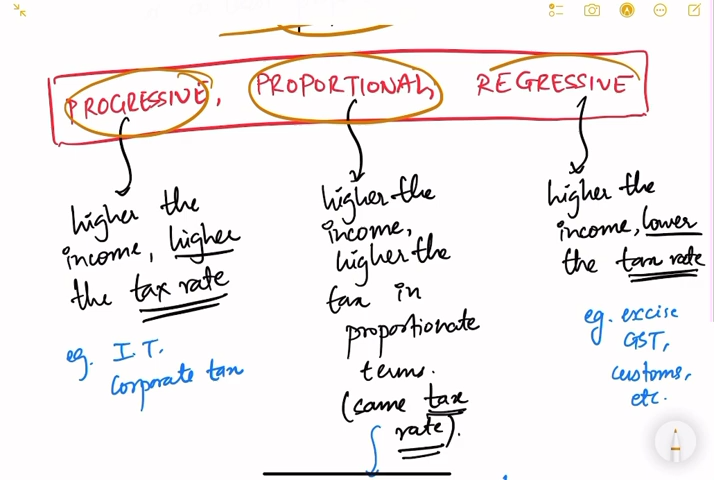 PROGRESSIVE, PROPORTIONAL, REGRESSIVE
higher the
income, higher
the tax rate
eg. I.T.
Corporate tax
higher the
income,
higher the
tax in
proportionate
terms.
(same tax
rate).
higher the
income, lower
the tax rate
eg. excise
GST,
customs,
etc.